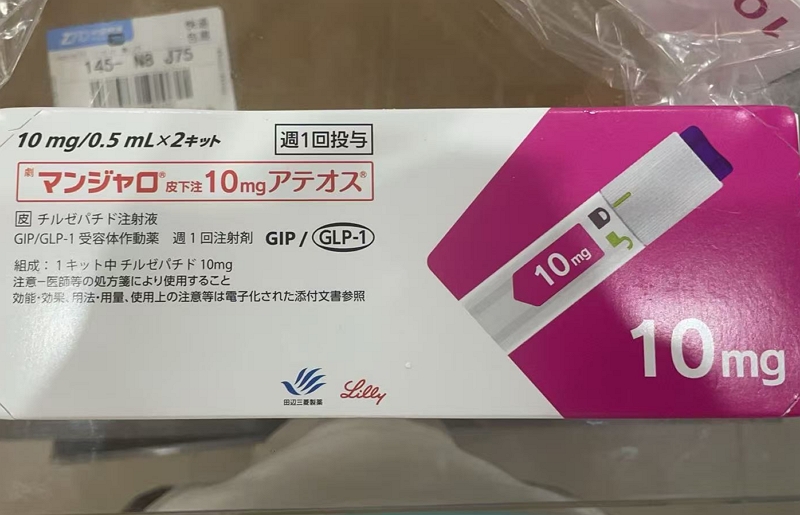 快適
145- NB J75
10 mg/0.5 mL×2キット
週1回投与
劇 マンジャロ® 皮下注 10mg アテオス®
皮 チルゼパチド注射液
GIP/GLP-1 受容体作動薬 週1回注射剤 GIP / GLP-1
組成：1キット中 チルゼパチド 10mg
注意－医師等の処方箋により使用すること
効能・効果、用法・用量、使用上の注意等は電子化された添付文書参照
田辺三菱製薬
Lilly
10 mg
D
10mg
10